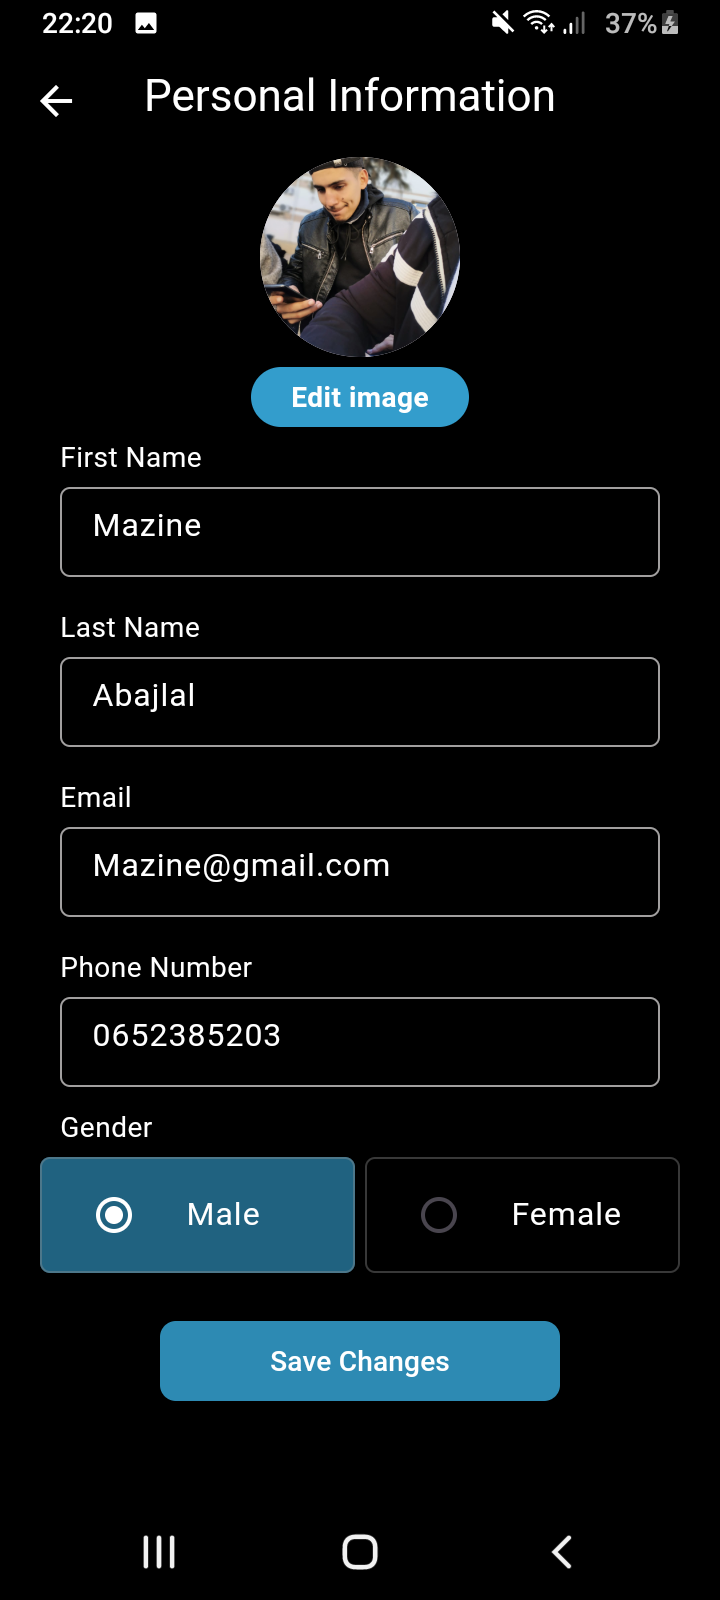 22:20 37%
Personal Information
Edit image
First Name
Mazine
Last Name
Abajlal
Email
Mazine@gmail.com
Phone Number
0652385203
Gender
Male Female
Save Changes